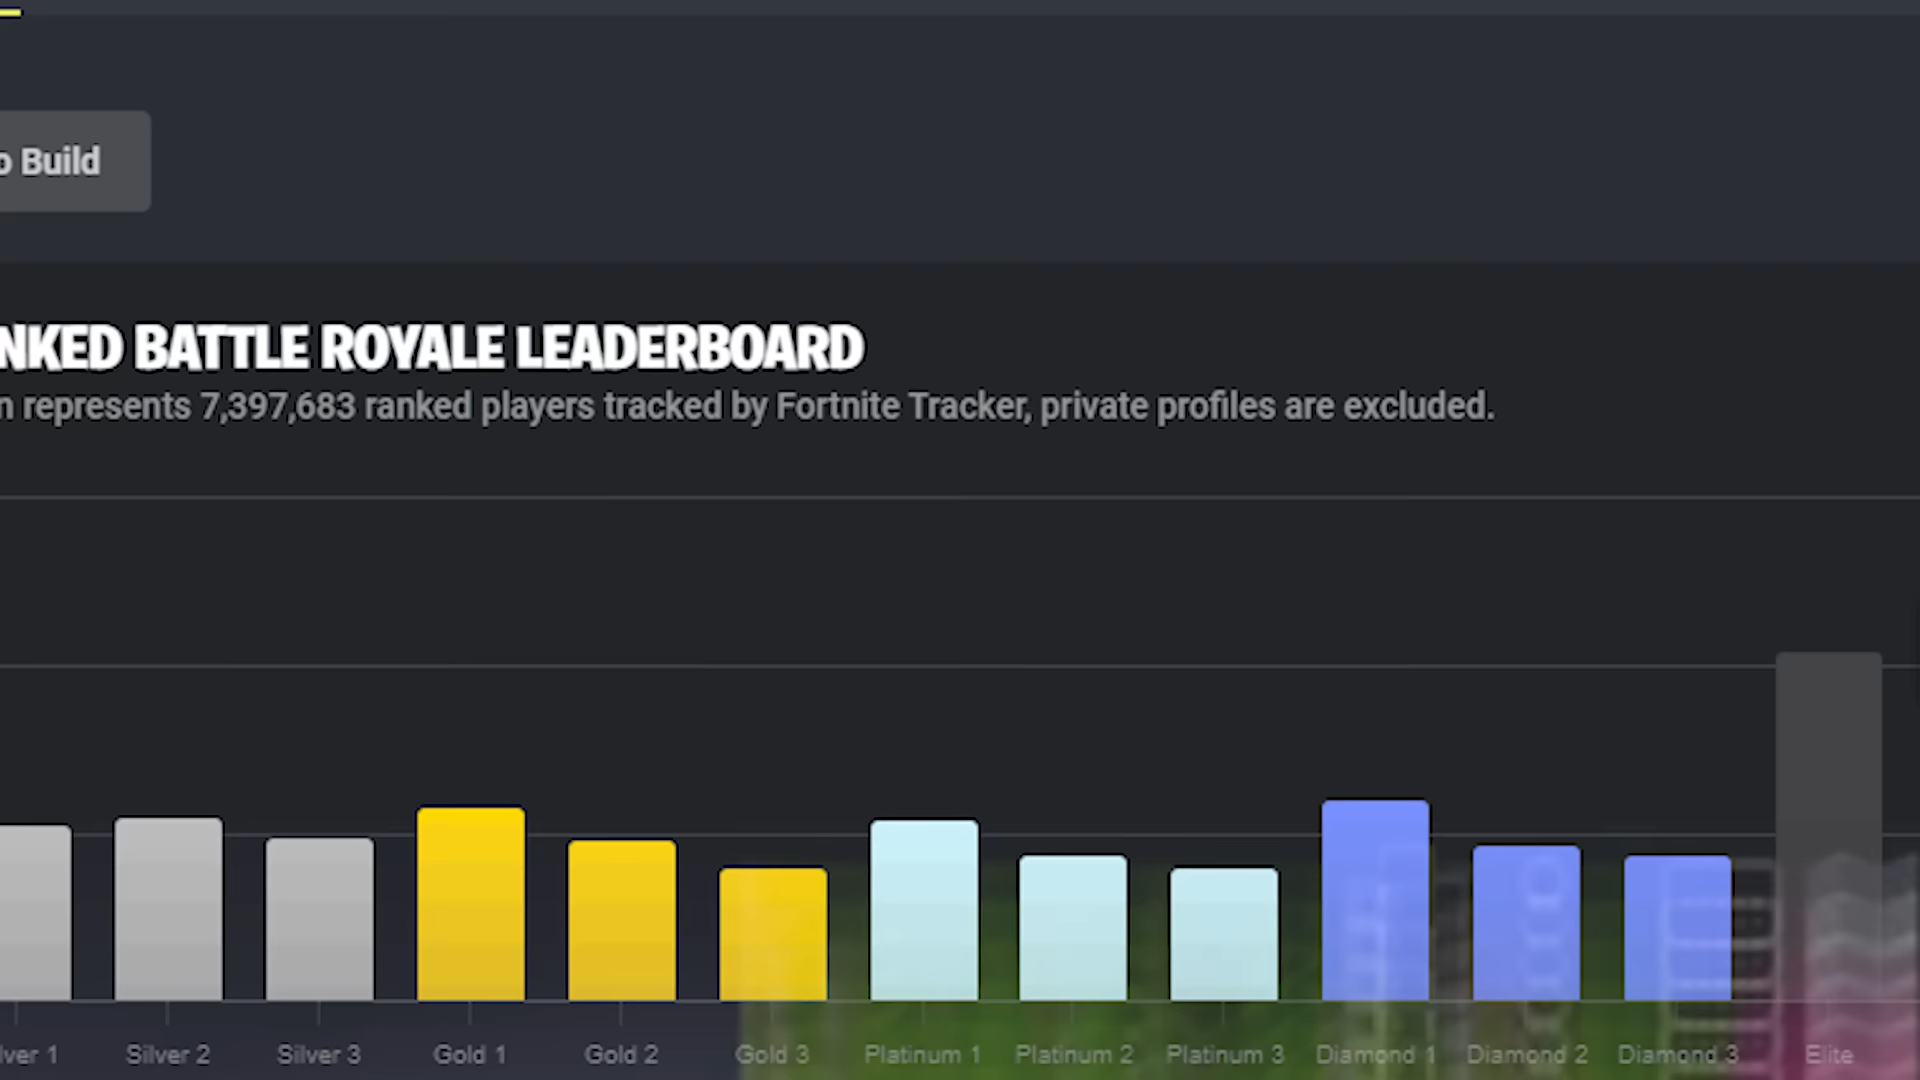 o Build
NKED BATTLE ROYALE LEADERBOARD
n represents 7,397,683 ranked players tracked by Fortnite Tracker, private profiles are excluded.
lver 1 Silver 2 Silver 3 Gold 1 Gold 2 Gold 3 Platinum 1 Platinum 2 Platinum 3 Diamond 1 Diamond 2 Diamond 3 Elite